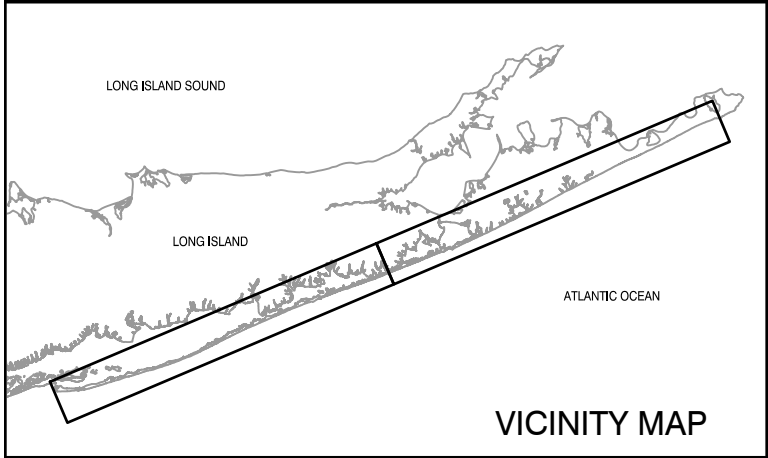 LONG ISLAND SOUND
LONG ISLAND
ATLANTIC OCEAN
VICINITY MAP